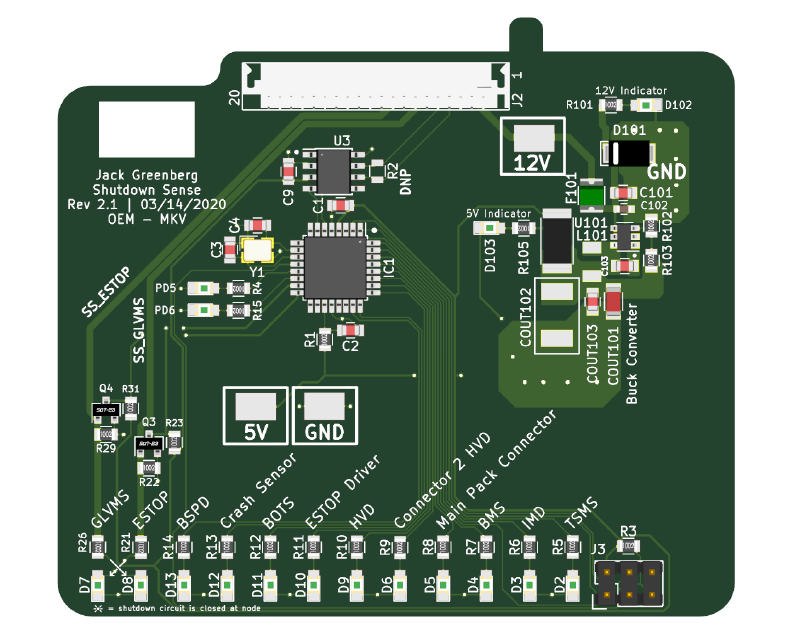 1
20
J2
12V Indicator
R101
D102
D101
GND
12V
U3
R2
DNP
C9
C1
Jack Greenberg
Shutdown Sense
Rev 2.1 | 03/14/2020
OEM - MKV
F101
C101
C102
5V Indicator
U101
L101
R102
R103
C103
D103
R105
C4
C3
Y1
IC1
PD5
R4
PD6
R15
SS_ESTOP
SS_GLVMS
R1
C2
COUT102
COUT103
COUT101
Buck Converter
Q4
R31
R29
Q3
R23
R22
5V
GND
GLVMS
ESTOP
BSPD
Crash Sensor
BOTS
ESTOP Driver
HVD
Connector 2 HVD
Main Pack Connector
BMS
IMD
TSMS
R26
R21
R14
R13
R12
R11
R10
R9
R8
R7
R6
R5
R3
J3
D7
D8
D13
D12
D11
D10
D9
D6
D5
D4
D3
D2
= shutdown circuit is closed at node